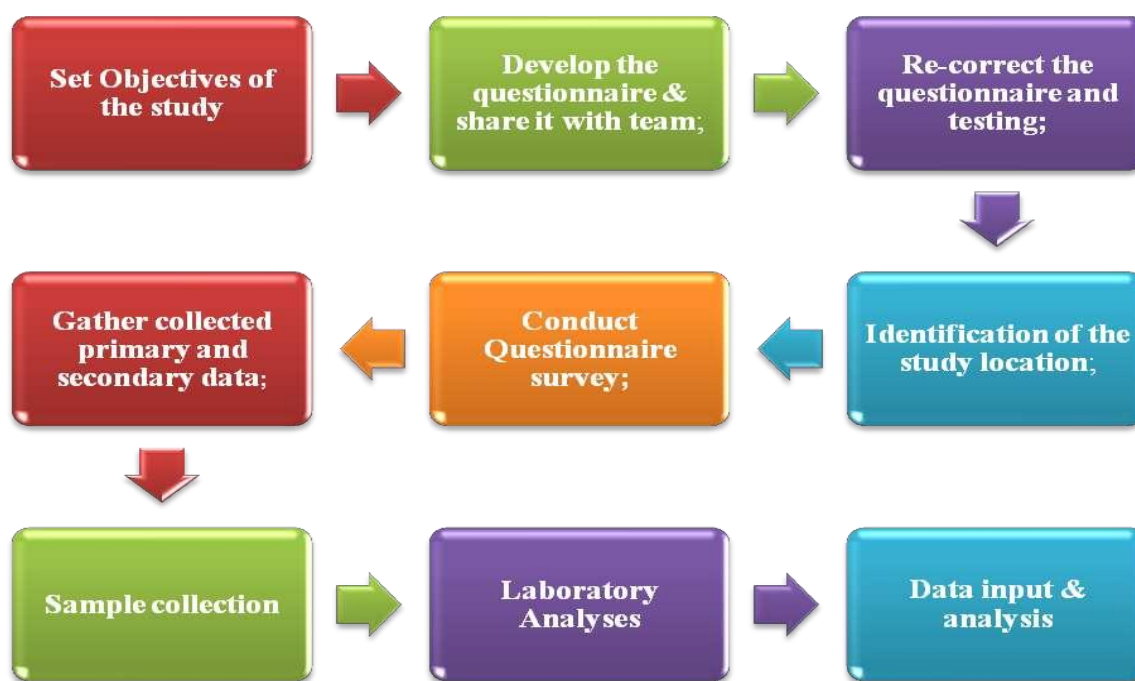 Set Objectives of
the study
Develop the
questionnaire &
share it with team;
Re-correct the
questionnaire and
testing;
Identification of the
study location;
Conduct
Questionnaire
survey;
Gather collected
primary and
secondary data;
Sample collection
Laboratory
Analyses
Data input &
analysis